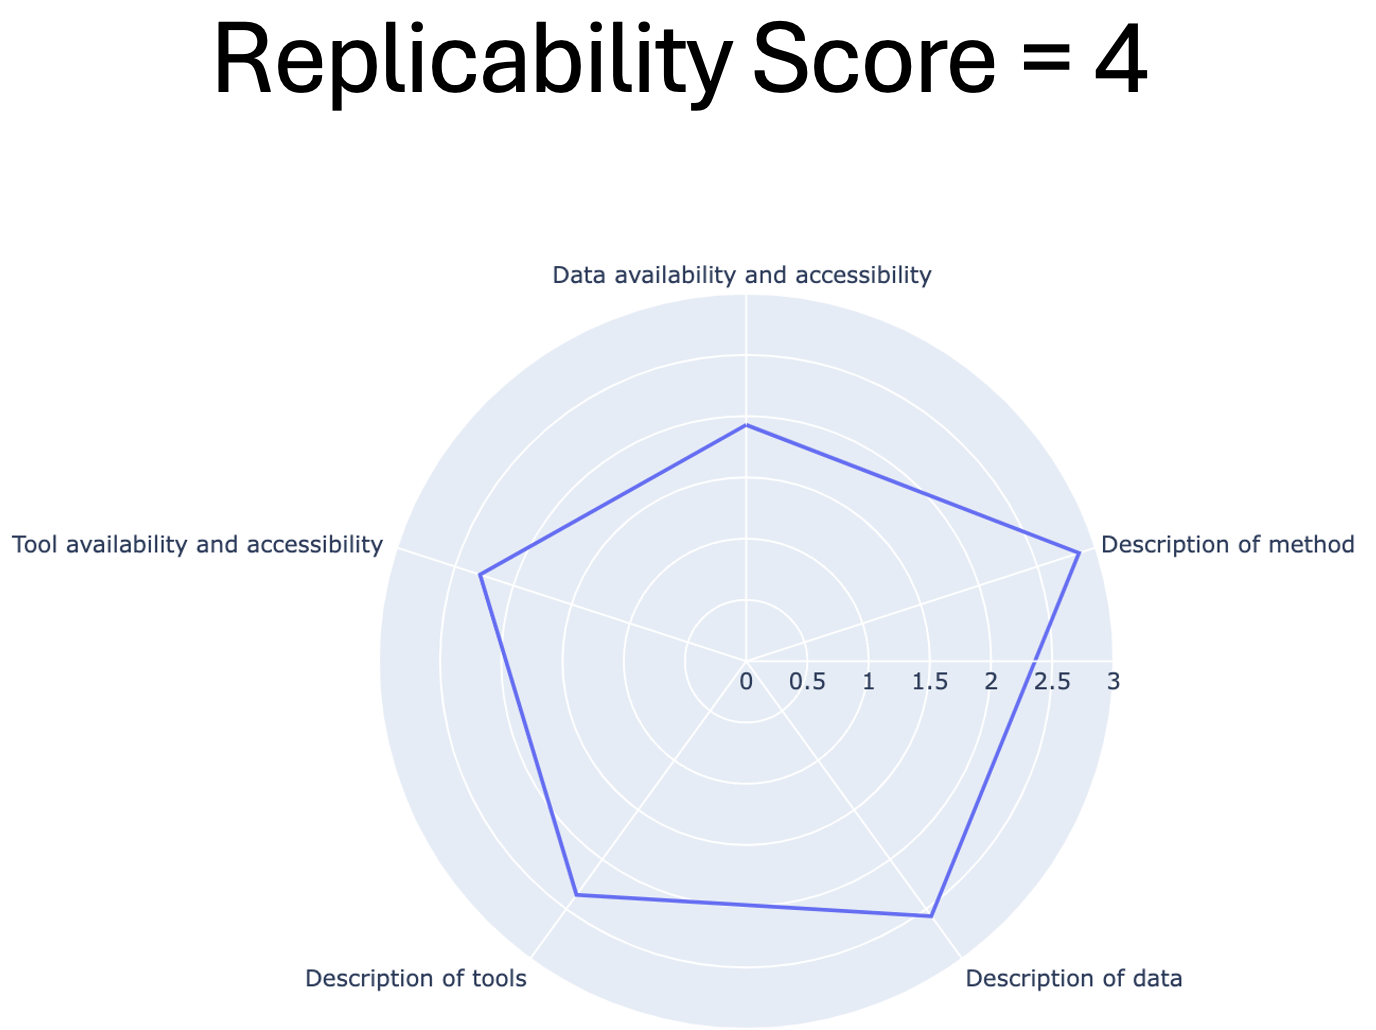 Replicability Score = 4
Data availability and accessibility
Tool availability and accessibility
Description of method
0 0.5 1 1.5 2 2.5 3
Description of tools
Description of data